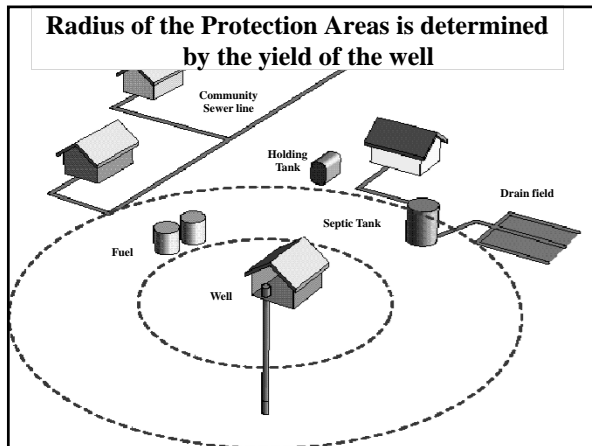 Radius of the Protection Areas is determined
by the yield of the well
Community
Sewer line
Holding
Tank
Drain field
Septic Tank
Fuel
Well